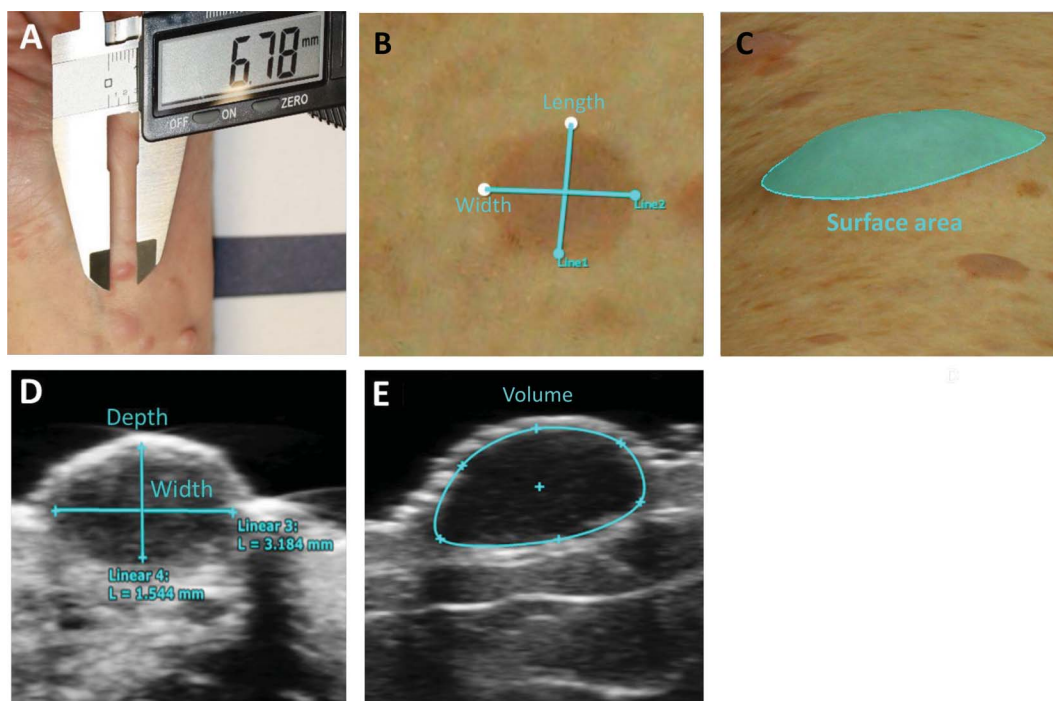 A
6.78 mm
OFF
ON
ZERO
B
Length
Width
Line2
Line1
C
Surface area
D
Depth
Width
Linear 3:
L = 3.184 mm
Linear 4:
L = 1.544 mm
E
Volume